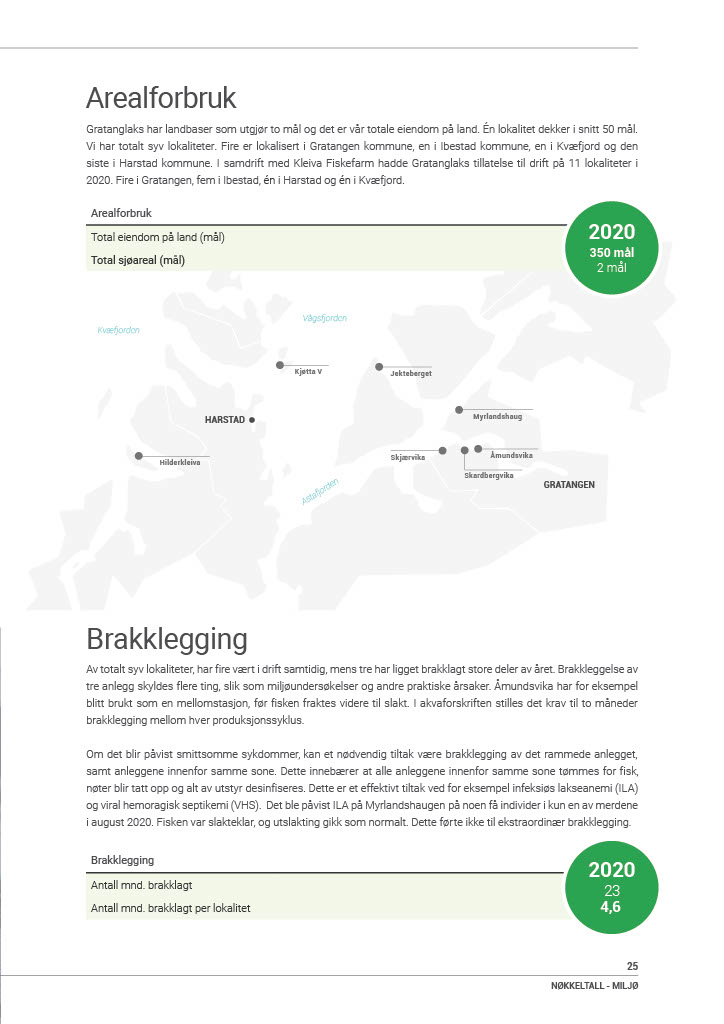 Arealforbruk
Gratanglaks har landbaser som utgjør to mål og det er vår totale eiendom på land. Én lokalitet dekker i snitt 50 mål.
Vi har totalt syv lokaliteter. Fire er lokalisert i Gratangen kommune, en i Ibestad kommune, en i Kvæfjord og den
siste i Harstad kommune. I samdrift med Kleiva Fiskefarm hadde Gratanglaks tillatelse til drift på 11 lokaliteter i
2020. Fire i Gratangen, fem i Ibestad, én i Harstad og én i Kvæfjord.
Arealforbruk
2020
Total eiendom på land (mål)
350 mål
Total sjøareal (mål)
2 mål
Kvæfjorden
Vågsfjorden
Kjøtta V
Jekteberget
HARSTAD
Myrlandshaug
Hilderkleiva
Skjærvika
Åmundsvika
Skardbergvika
GRATANGEN
Astafjorden
Brakklegging
Av totalt syv lokaliteter, har fire vært i drift samtidig, mens tre har ligget brakklagt store deler av året. Brakkleggelse av
tre anlegg skyldes flere ting, slik som miljøundersøkelser og andre praktiske årsaker. Åmundsvika har for eksempel
blitt brukt som en mellomstasjon, før fisken fraktes videre til slakt. I akvaforskriften stilles det krav til to måneder
brakklegging mellom hver produksjonssyklus.
Om det blir påvist smittsomme sykdommer, kan et nødvendig tiltak være brakklegging av det rammede anlegget,
samt anleggene innenfor samme sone. Dette innebærer at alle anleggene innenfor samme sone tømmes for fisk,
nøter blir tatt opp og alt av utstyr desinfiseres. Dette er et effektivt tiltak ved for eksempel infeksiøs lakseanemi (ILA)
og viral hemoragisk septikemi (VHS). Det ble påvist ILA på Myrlandshaugen på noen få individer i kun en av merdene
i august 2020. Fisken var slakteklar, og utslakting gikk som normalt. Dette førte ikke til ekstraordinær brakklegging.
Brakklegging
2020
Antall mnd. brakklagt
23
Antall mnd. brakklagt per lokalitet
4,6
25
NØKKELTALL - MILJØ